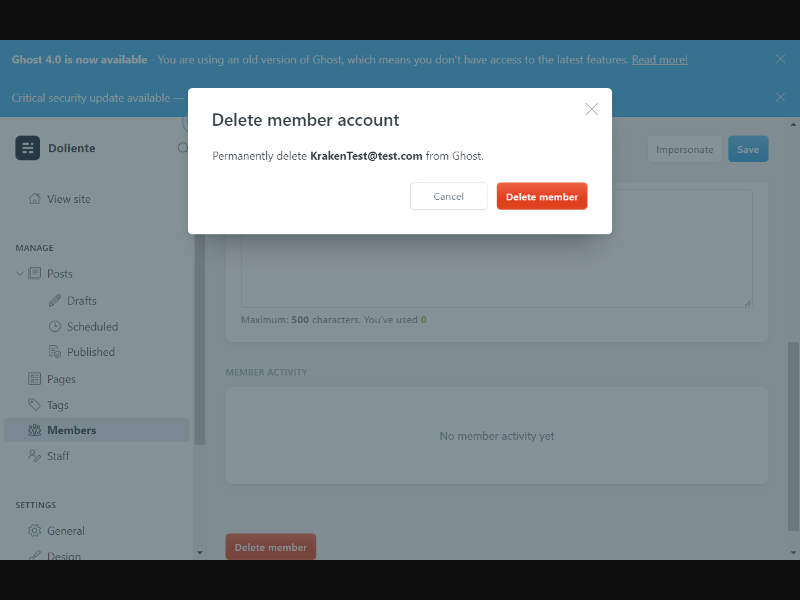 Ghost 4.0 is now available - You are using an old version of Ghost, which means you don't have access to the latest features. Read more!
Critical security update available —
Delete member account
Permanently delete KrakenTest@test.com from Ghost.
Cancel
Delete member
Doliente
Impersonate
Save
View site
MANAGE
Posts
Drafts
Scheduled
Published
Pages
Tags
Members
Staff
SETTINGS
General
Design
Maximum: 500 characters. You've used 0
MEMBER ACTIVITY
No member activity yet
Delete member